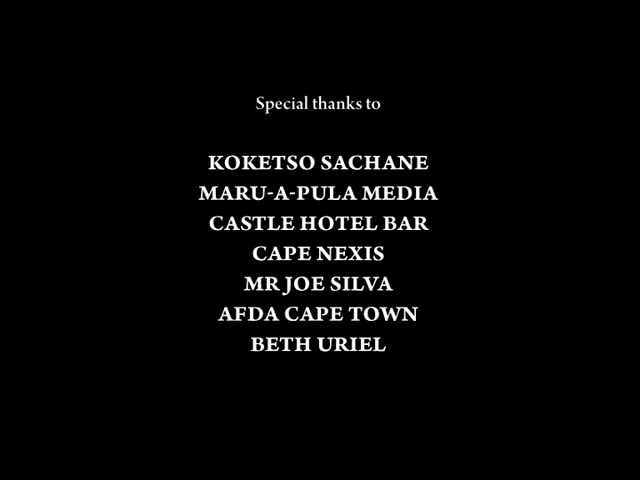 Special thanks to
KOKETSO SACHANE
MARU-A-PULA MEDIA
CASTLE HOTEL BAR
CAPE NEXIS
MR JOE SILVA
AFDA CAPE TOWN
BETH URIEL